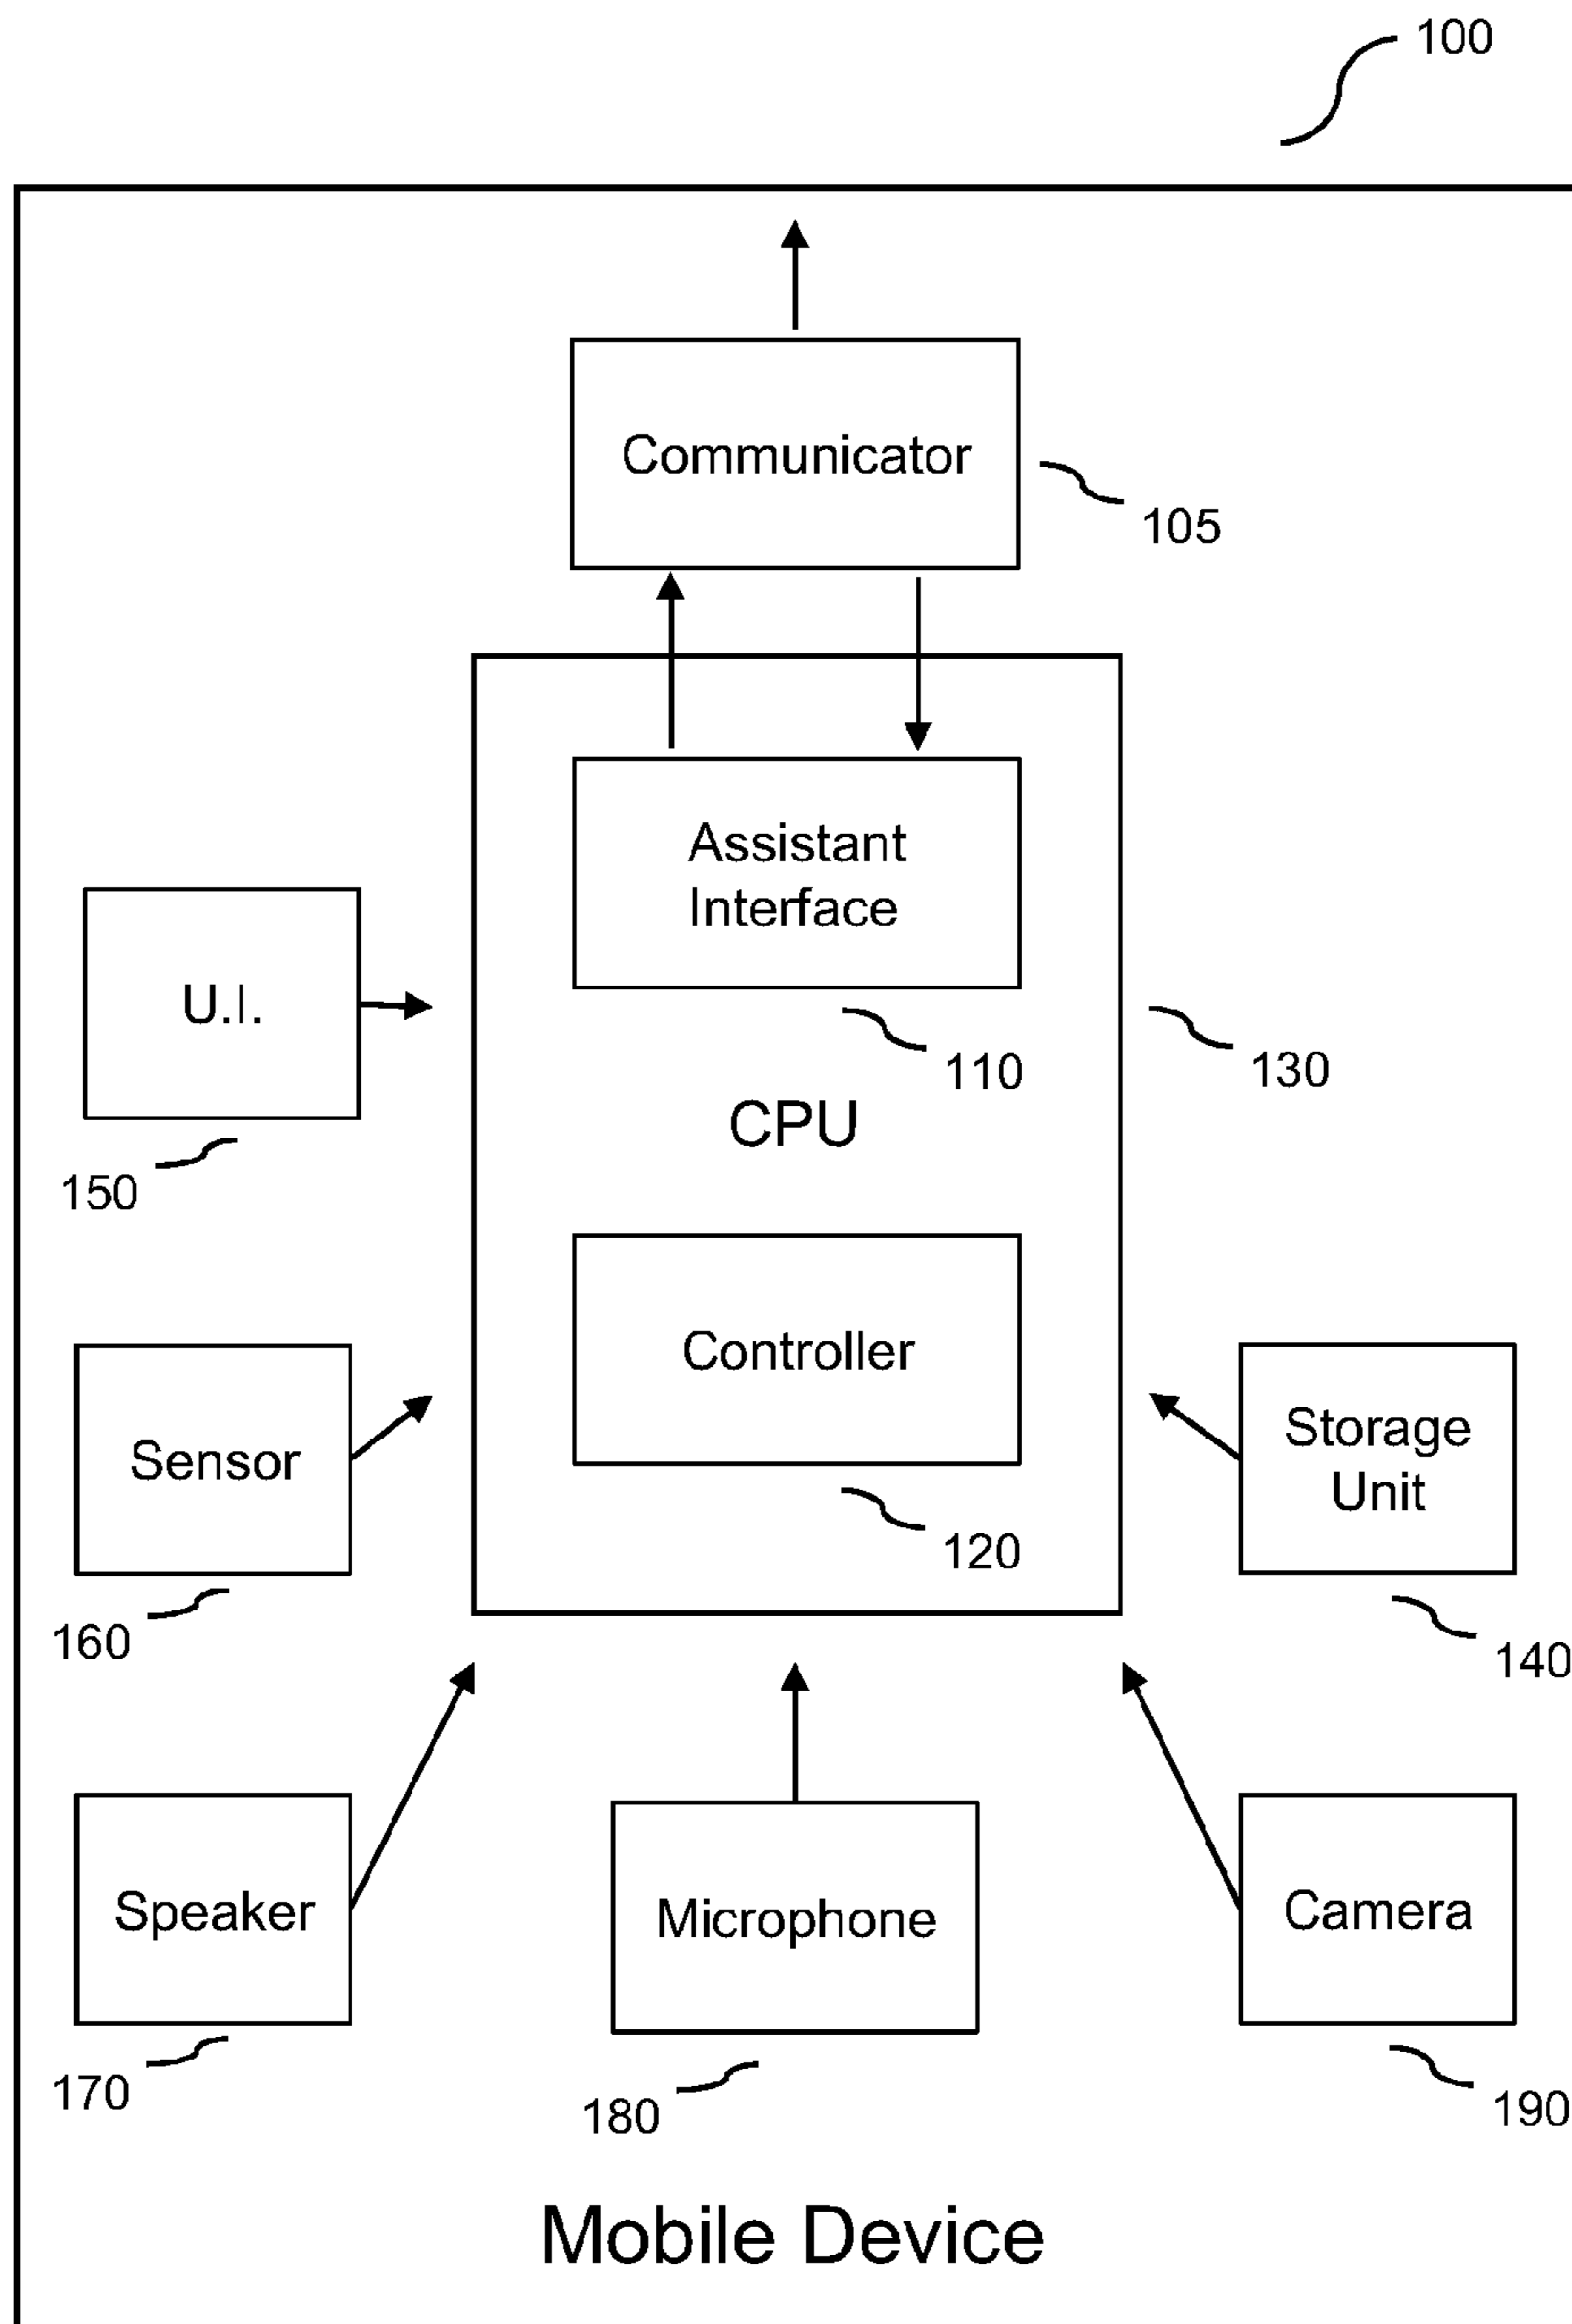 100
Communicator
105
Assistant
Interface
U.I.
110
130
CPU
150
Controller
Sensor
Storage
Unit
120
160
140
Speaker
Microphone
Camera
170
180
190
Mobile Device